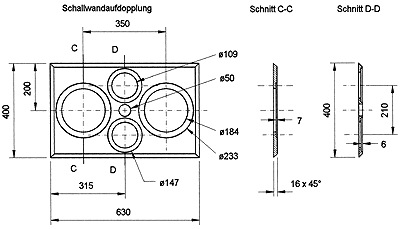 Schallwandaufdopplung
Schnitt C-C
Schnitt D-D
350
C
D
ø109
ø50
400
200
400
210
7
ø184
6
ø233
C
D
ø147
315
16 x 45°
630